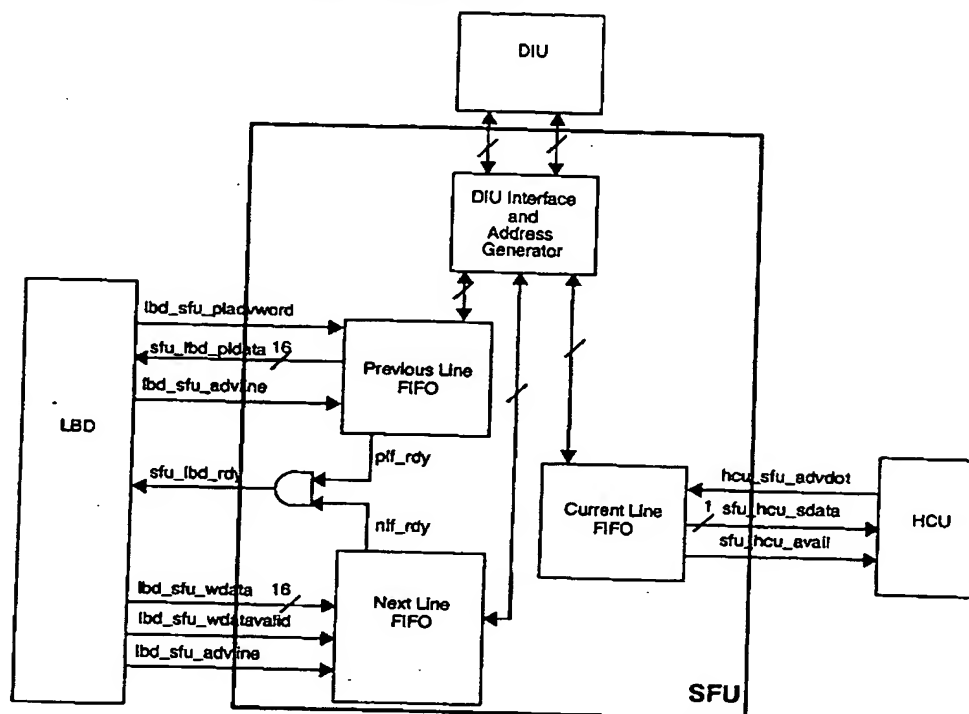 DIU
DIU Interface
and
Address
Generator
lbd_sfu_pladvword
sfu_lbd_pldata 16
lbd_sfu_advline
Previous Line
FIFO
LBD
plf_rdy
sfu_lbd_rdy
nlf_rdy
hcu_sfu_advdot
1 sfu_hcu_sdata
sfu_hcu_avail
Current Line
FIFO
HCU
lbd_sfu_wdata 16
lbd_sfu_wdatavalid
lbd_sfu_advline
Next Line
FIFO
SFU